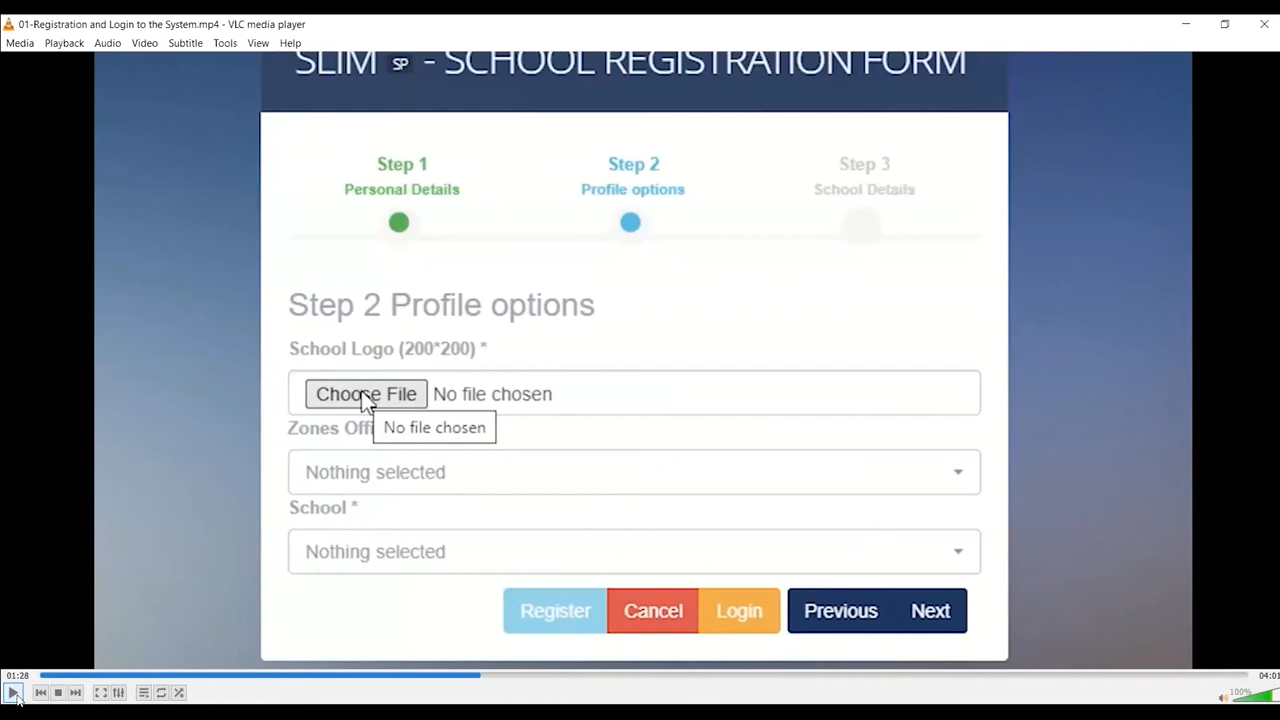 01-Registration and Login to the System.mp4 - VLC media player
Media Playback Audio Video Subtitle Tools View Help
SLIM SP - SCHOOL REGISTRATION FORM
Step 1 Step 2 Step 3
Personal Details Profile options School Details
Step 2 Profile options
School Logo (200*200) *
Choose File No file chosen
No file chosen
Zones
Nothing selected
School *
Nothing selected
Register Cancel Login Previous Next
01:28 04:01
100%